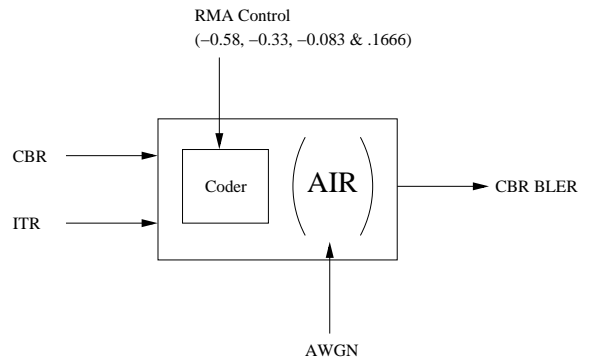 RMA Control
(−0.58, −0.33, −0.083 & .1666)
CBR
Coder
AIR
CBR BLER
ITR
AWGN